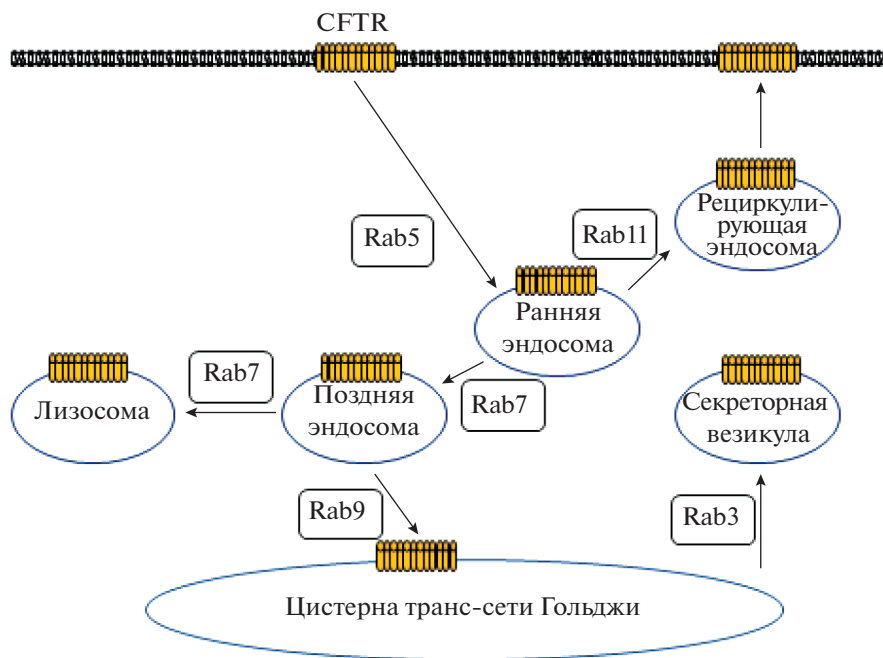 CFTR
Rab5
Rab11
Рециркули-
рующая
эндосома
Ранняя
эндосома
Rab7
Лизосома
Поздняя
эндосома
Rab7
Секреторная
везикула
Rab9
Rab3
Цистерна транс-сети Гольджи